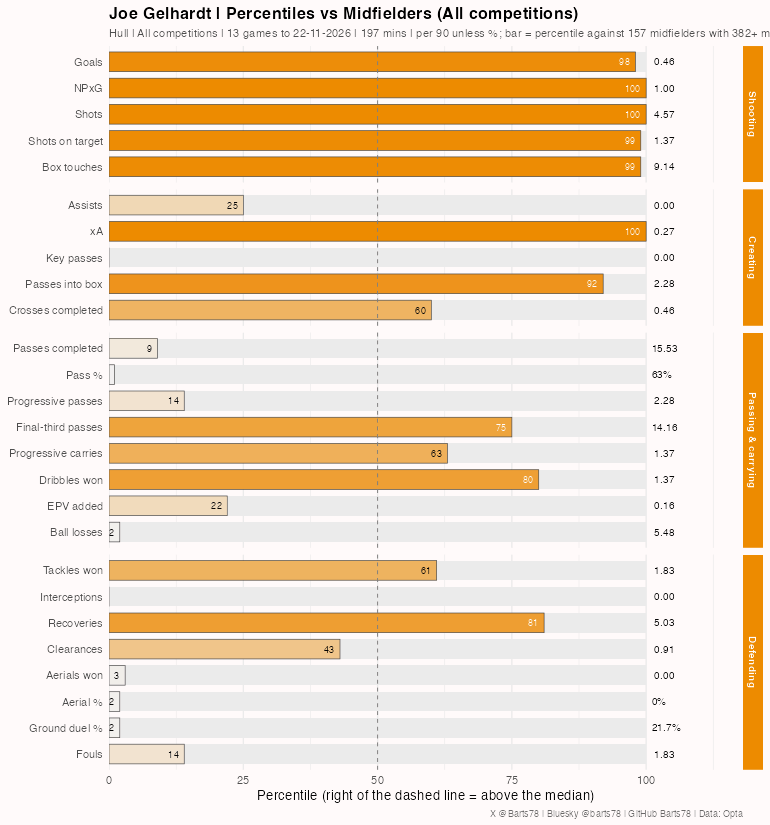 Joe Gelhardt | Percentiles vs Midfielders (All competitions)
Hull | All competitions | 13 games to 22-11-2026 | 197 mins | per 90 unless %; bar = percentile against 157 midfielders with 382+ m
Goals 98 0.46
NPxG 100 1.00
Shots 100 4.57
Shots on target 99 1.37
Box touches 99 9.14
Shooting
Assists 25 0.00
xA 100 0.27
Key passes 0.00
Passes into box 92 2.28
Crosses completed 60 0.46
Creating
Passes completed 9 15.53
Pass % 63%
Progressive passes 14 2.28
Final-third passes 75 14.16
Progressive carries 63 1.37
Dribbles won 80 1.37
EPV added 22 0.16
Ball losses 2 5.48
Passing & carrying
Tackles won 61 1.83
Interceptions 0.00
Recoveries 81 5.03
Clearances 43 0.91
Aerials won 3 0.00
Aerial % 2 0%
Ground duel % 2 21.7%
Fouls 14 1.83
Defending
0 25 50 75 100
Percentile (right of the dashed line = above the median)
X @Barts78 | Bluesky @barts78 | GitHub Barts78 | Data: Opta